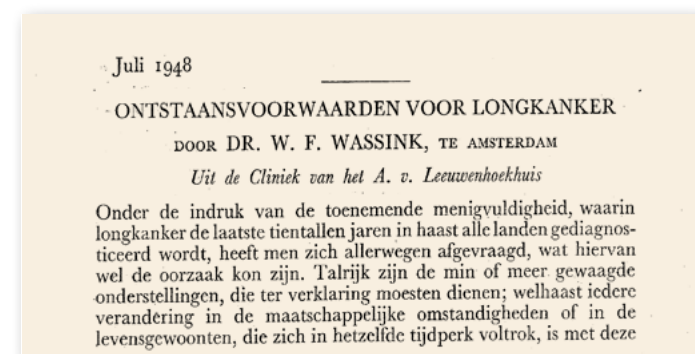 Juli 1948
ONTSTAANSVOORWAARDEN VOOR LONGKANKER
DOOR DR. W. F. WASSINK, TE AMSTERDAM
Uit de Cliniek van het A. v. Leeuwenhoekhuis
Onder de indruk van de toenemende menigvuldigheid, waarin
longkanker de laatste tientallen jaren in haast alle landen gediagnos-
ticeerd wordt, heeft men zich allerwegen afgevraagd, wat hiervan
wel de oorzaak kon zijn. Talrijk zijn de min of meer gewaagde
onderstellingen, die ter verklaring moesten dienen; welhaast iedere
verandering in de maatschappelijke omstandigheden of in de
levensgewoonten, die zich in hetzelfde tijdperk voltrok, is met deze